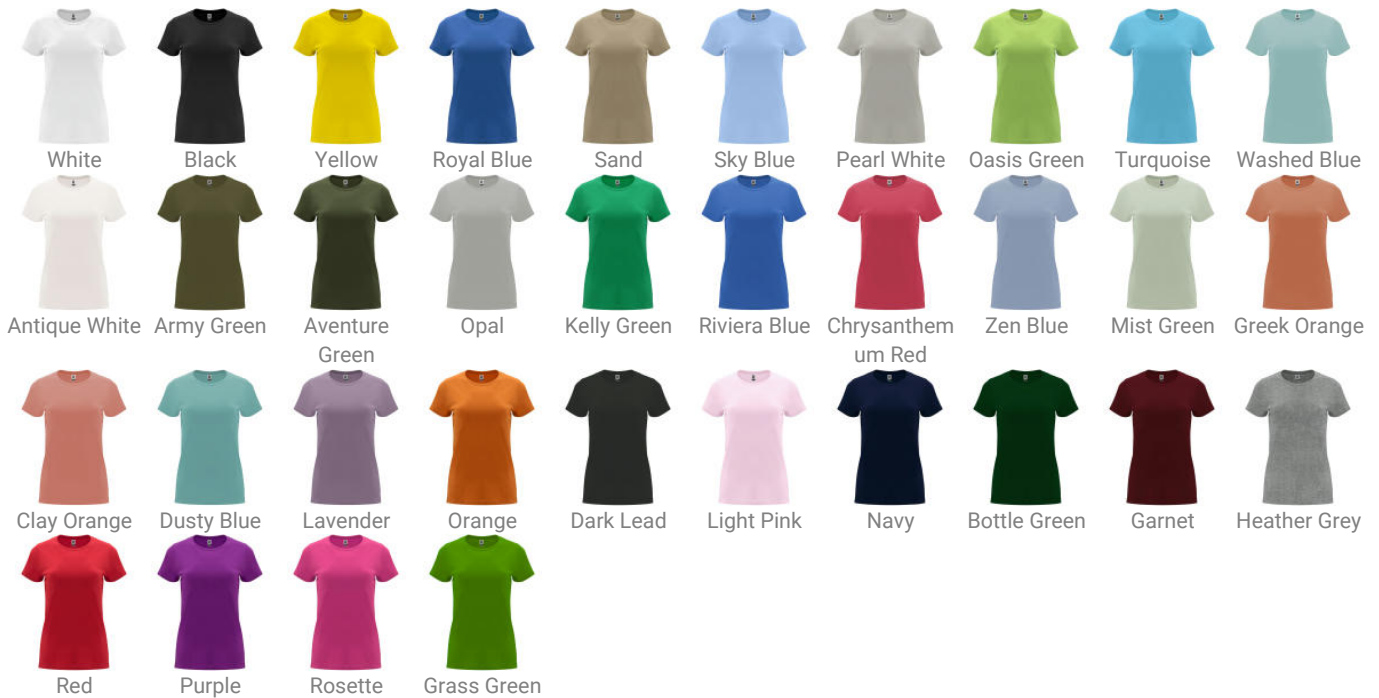 White Black Yellow Royal Blue Sand Sky Blue Pearl White Oasis Green Turquoise Washed Blue
Antique White Army Green Aventure Opal Kelly Green Riviera Blue Chrysanthem Zen Blue Mist Green Greek Orange
Green um Red
Clay Orange Dusty Blue Lavender Orange Dark Lead Light Pink Navy Bottle Green Garnet Heather Grey
Red Purple Rosette Grass Green